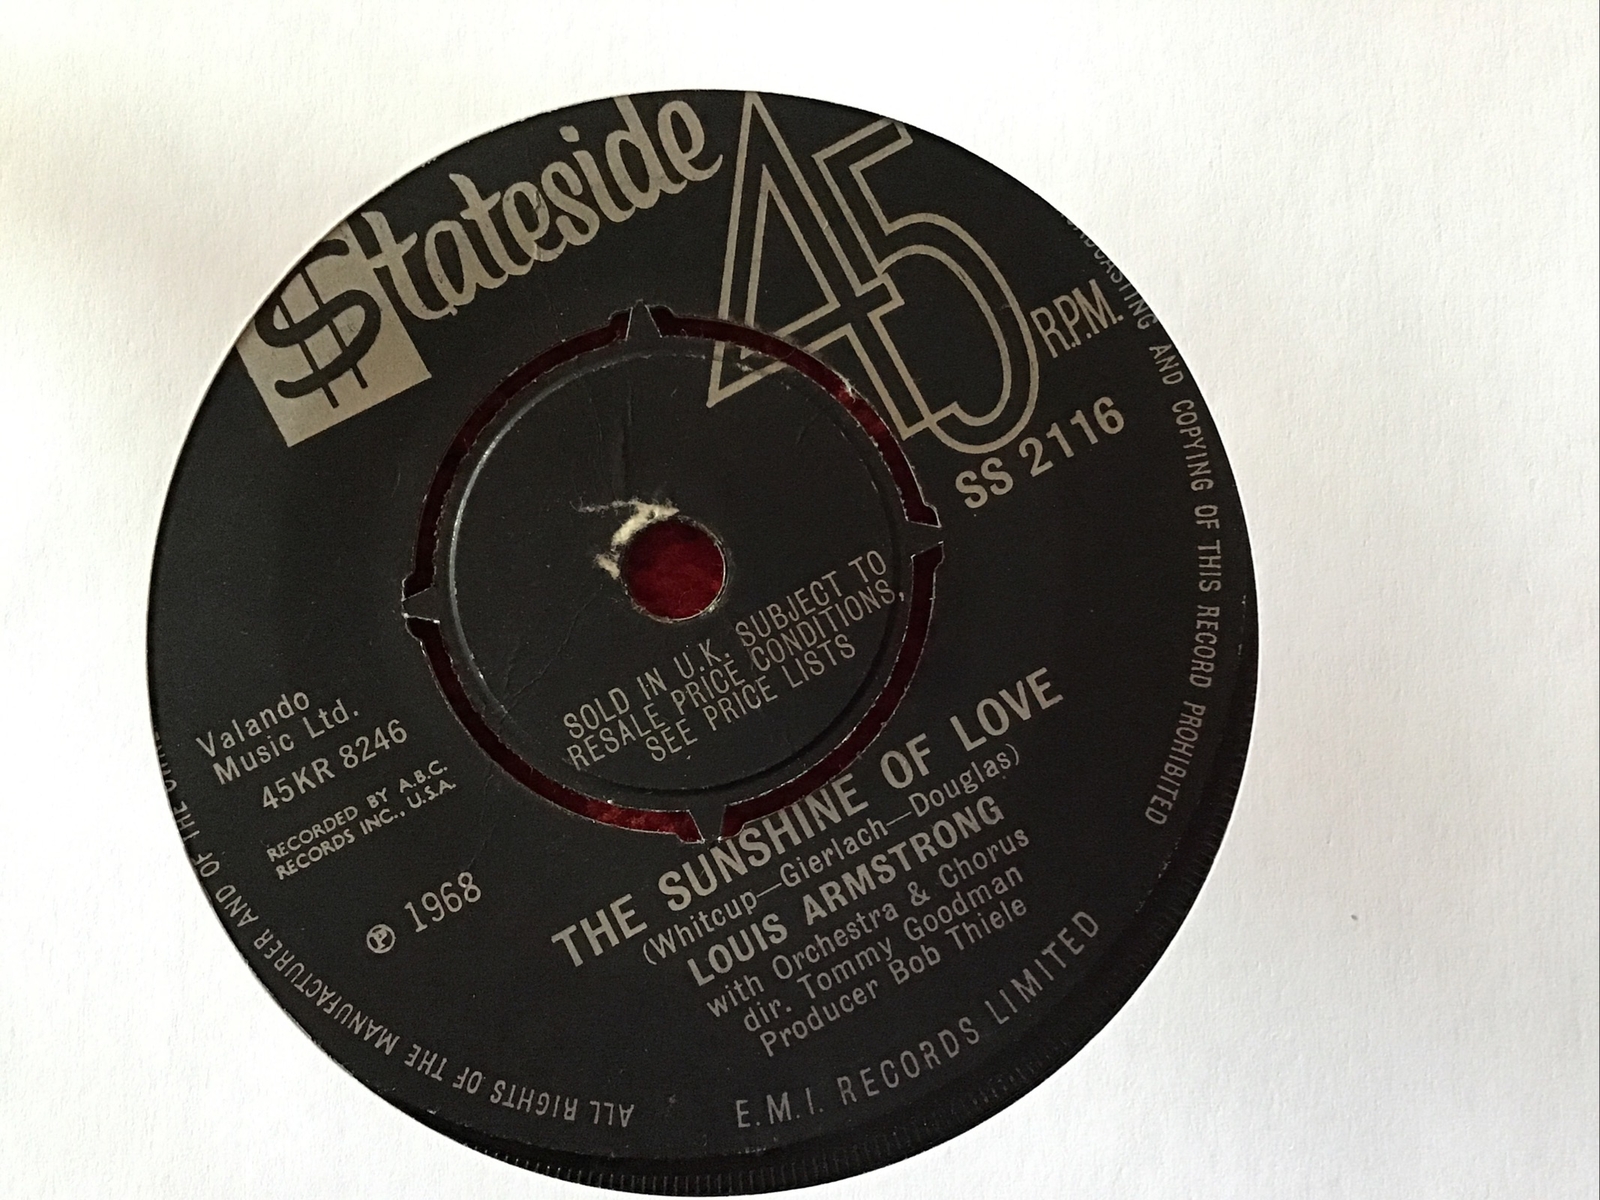 $tateside
45
R.P.M.
SS 2116
SOLD IN U.K. SUBJECT TO
RESALE PRICE CONDITIONS,
SEE PRICE LISTS
Valando
Music Ltd.
45KR 8246
RECORDED BY A.B.C.
RECORDS INC., U.S.A.
Ⓟ 1968
THE SUNSHINE OF LOVE
(Whitcup—Gierlach—Douglas)
LOUIS ARMSTRONG
with Orchestra & Chorus
dir. Tommy Goodman
Producer Bob Thiele
E.M.I. RECORDS LIMITED
ALL RIGHTS OF THE MANUFACTURER AND OF THE
AND COPYING OF THIS RECORD PROHIBITED